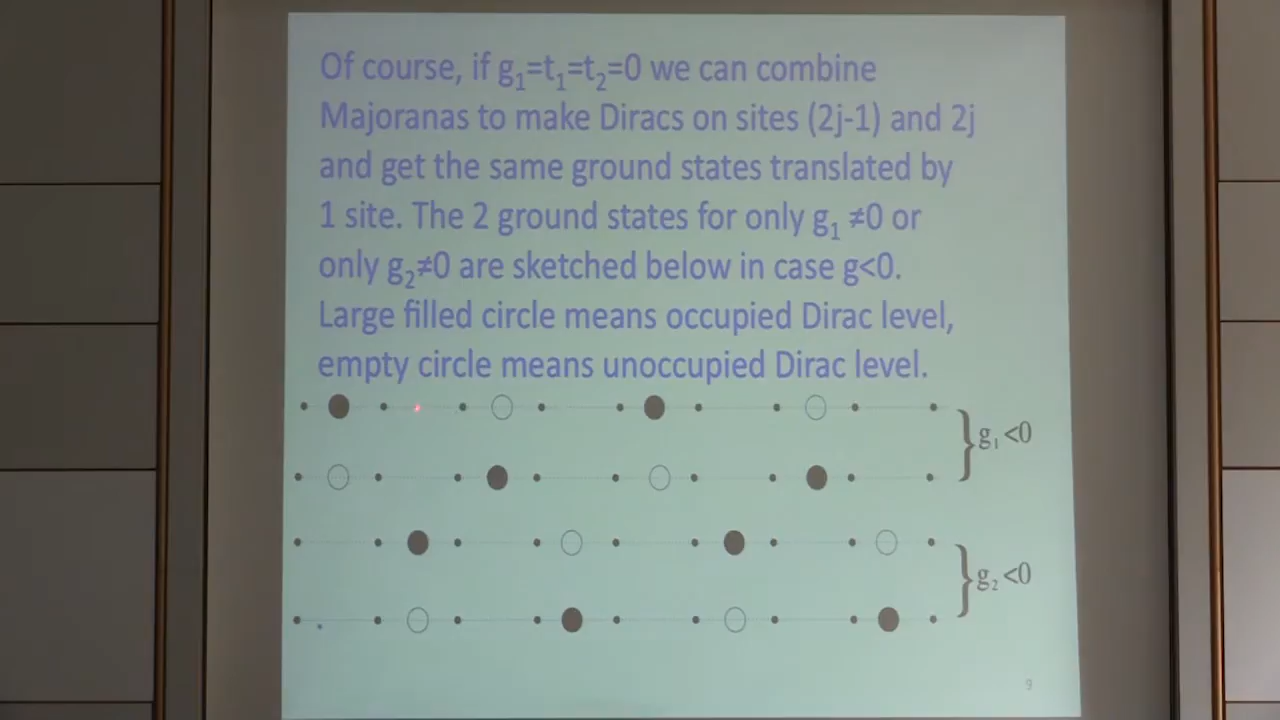 Of course, if g₁=t₁=t₂=0 we can combine
Majoranas to make Diracs on sites (2j-1) and 2j
and get the same ground states translated by
1 site. The 2 ground states for only g₁ ≠0 or
only g₂≠0 are sketched below in case g<0.
Large filled circle means occupied Dirac level,
empty circle means unoccupied Dirac level.
g₁ <0
g₂ <0
9